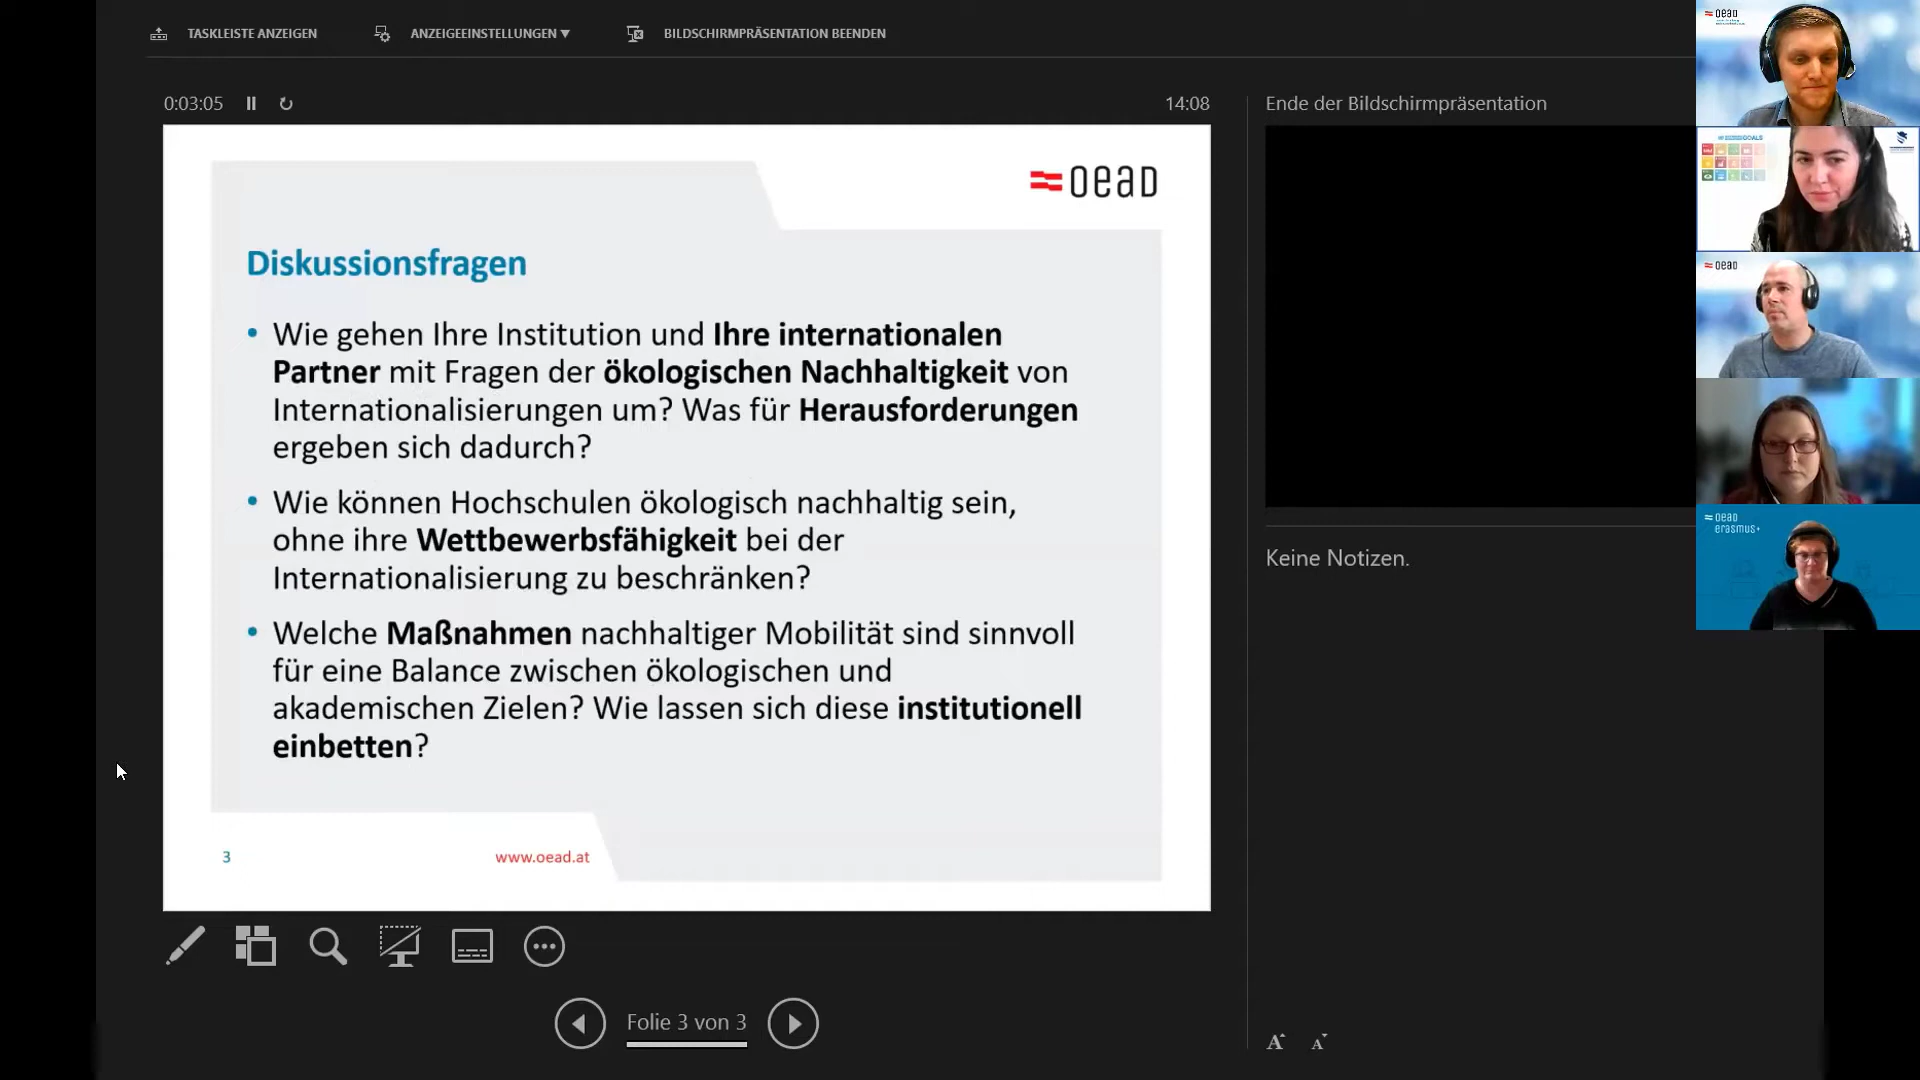 TASKLEISTE ANZEIGEN
ANZEIGEEINSTELLUNGEN ▼
BILDSCHIRMPRÄSENTATION BEENDEN
0:03:05
14:08
oead
Diskussionsfragen
• Wie gehen Ihre Institution und Ihre internationalen
Partner mit Fragen der ökologischen Nachhaltigkeit von
Internationalisierungen um? Was für Herausforderungen
ergeben sich dadurch?
• Wie können Hochschulen ökologisch nachhaltig sein,
ohne ihre Wettbewerbsfähigkeit bei der
Internationalisierung zu beschränken?
• Welche Maßnahmen nachhaltiger Mobilität sind sinnvoll
für eine Balance zwischen ökologischen und
akademischen Zielen? Wie lassen sich diese institutionell
einbetten?
3
www.oead.at
Folie 3 von 3
Ende der Bildschirmpräsentation
Keine Notizen.
A
A
oead
GOALS
oead
oead
erasmus+